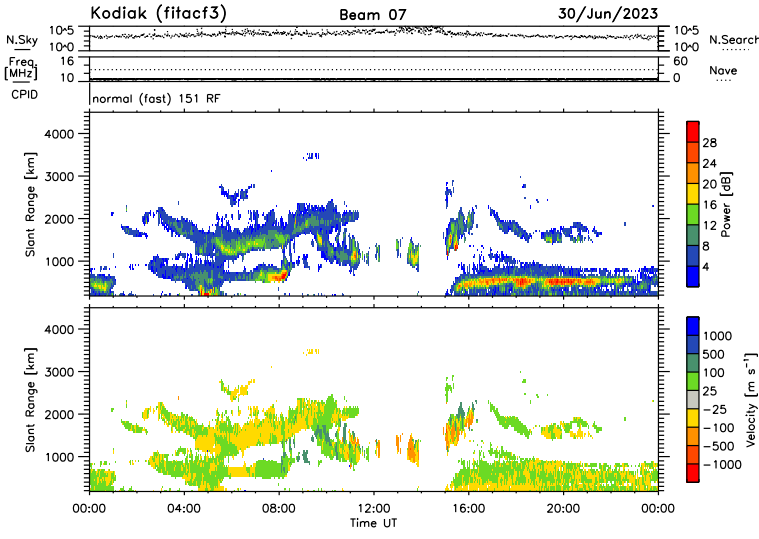 Kodiak (fitacf3)
Beam 07
30/Jun/2023
N.Sky
10+5
10+0
10+5
10+0
N.Search
Freq.
[MHz]
16
10
60
0
Nave
CPID
normal (fast) 151 RF
Slant Range [km]
4000
3000
2000
1000
28
24
20
16
12
8
4
Power [dB]
Slant Range [km]
4000
3000
2000
1000
1000
500
100
25
−25
−100
−500
−1000
Velocity [m s⁻¹]
00:00
04:00
08:00
12:00
16:00
20:00
00:00
Time UT